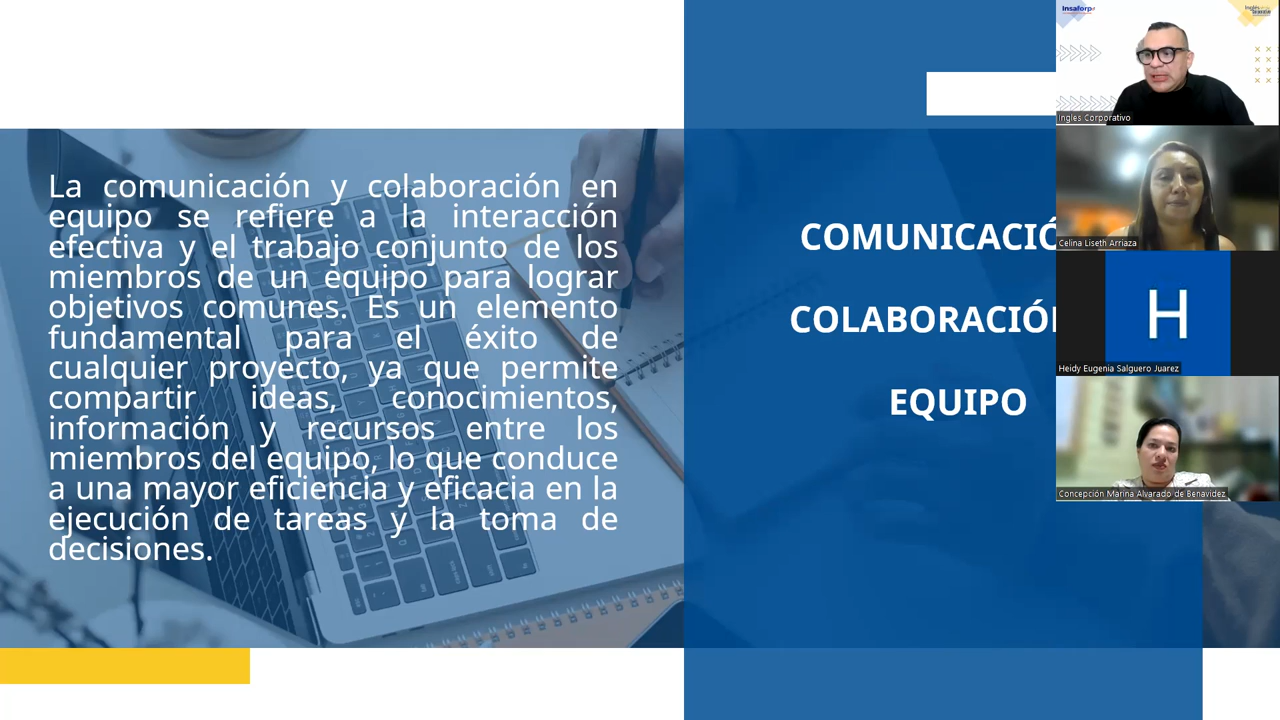 La comunicación y colaboración en
equipo se refiere a la interacción
efectiva y el trabajo conjunto de los
miembros de un equipo para lograr
objetivos comunes. Es un elemento
fundamental para el éxito de
cualquier proyecto, ya que permite
compartir ideas, conocimientos,
información y recursos entre los
miembros del equipo, lo que conduce
a una mayor eficiencia y eficacia en la
ejecución de tareas y la toma de
decisiones.
COMUNICACIÓ
COLABORACIÓN
EQUIPO
Insaforp
Ingles Corporativo
Celina Liseth Arriaza
H
Heidy Eugenia Salguero Juarez
Concepción Marina Alvarado de Benavidez